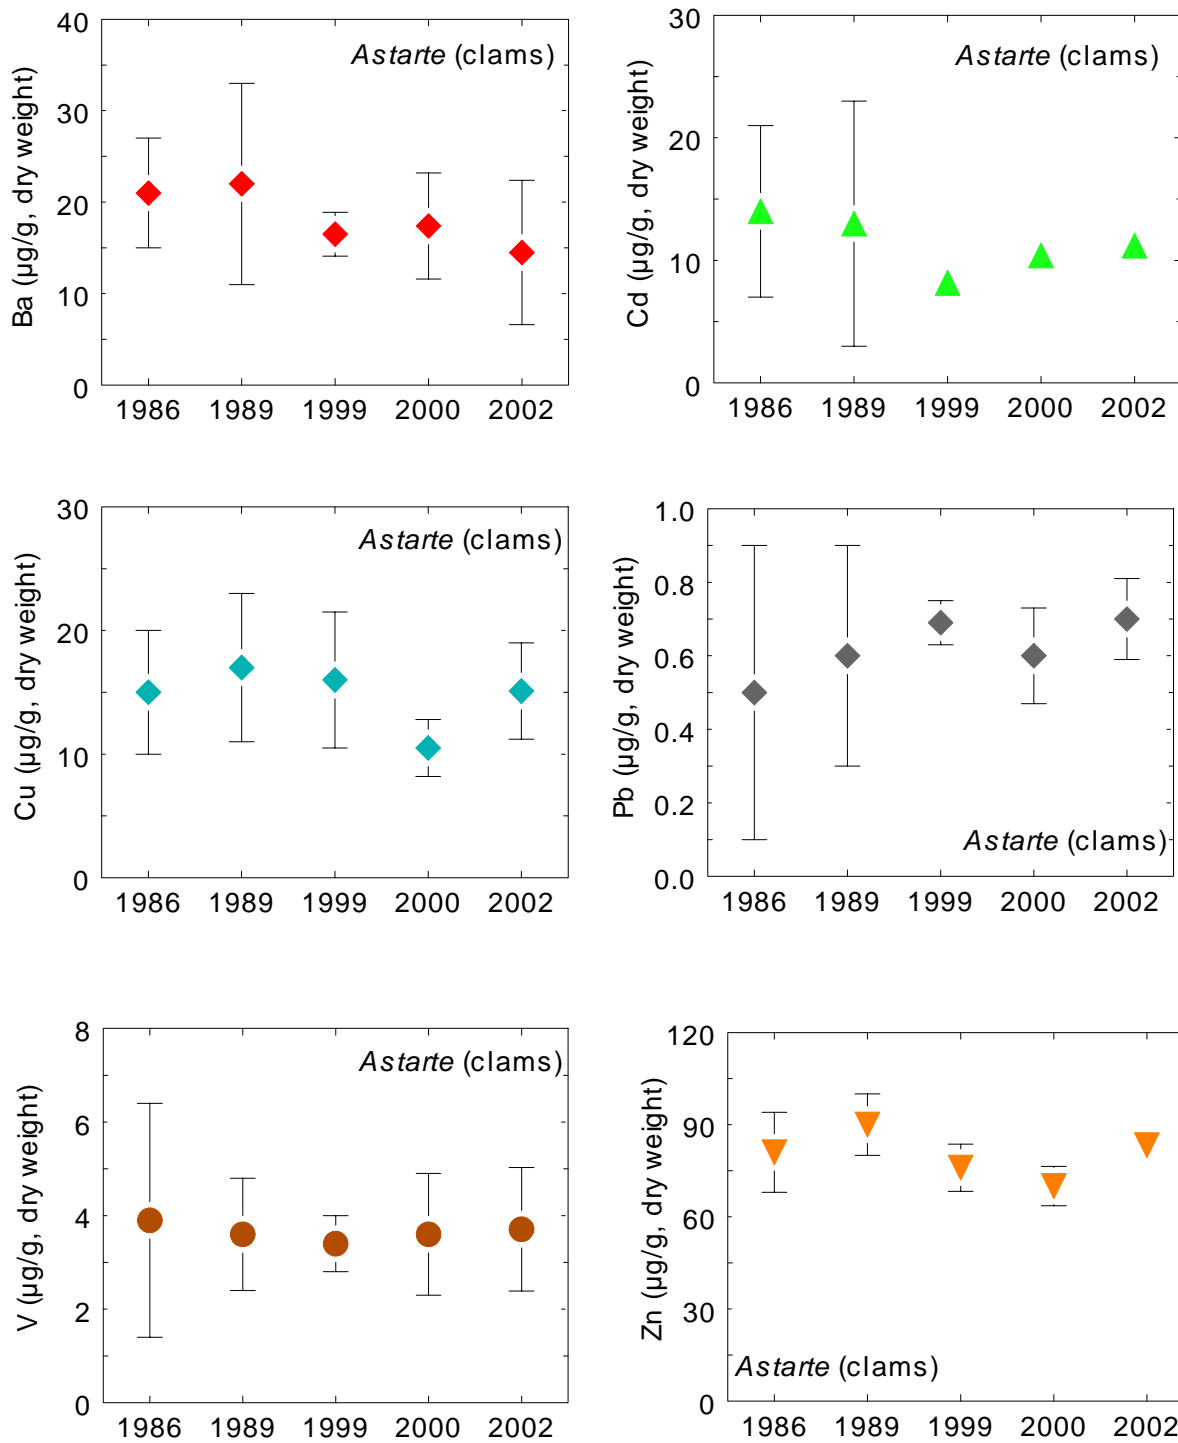 Ba (µg/g, dry weight)
40
30
20
10
0
Astarte (clams)
1986 1989 1999 2000 2002
Cd (µg/g, dry weight)
30
20
10
0
Astarte (clams)
1986 1989 1999 2000 2002
Cu (µg/g, dry weight)
30
20
10
0
Astarte (clams)
1986 1989 1999 2000 2002
Pb (µg/g, dry weight)
1.0
0.8
0.6
0.4
0.2
0.0
Astarte (clams)
1986 1989 1999 2000 2002
V (µg/g, dry weight)
8
6
4
2
0
Astarte (clams)
1986 1989 1999 2000 2002
Zn (µg/g, dry weight)
120
90
60
30
0
Astarte (clams)
1986 1989 1999 2000 2002